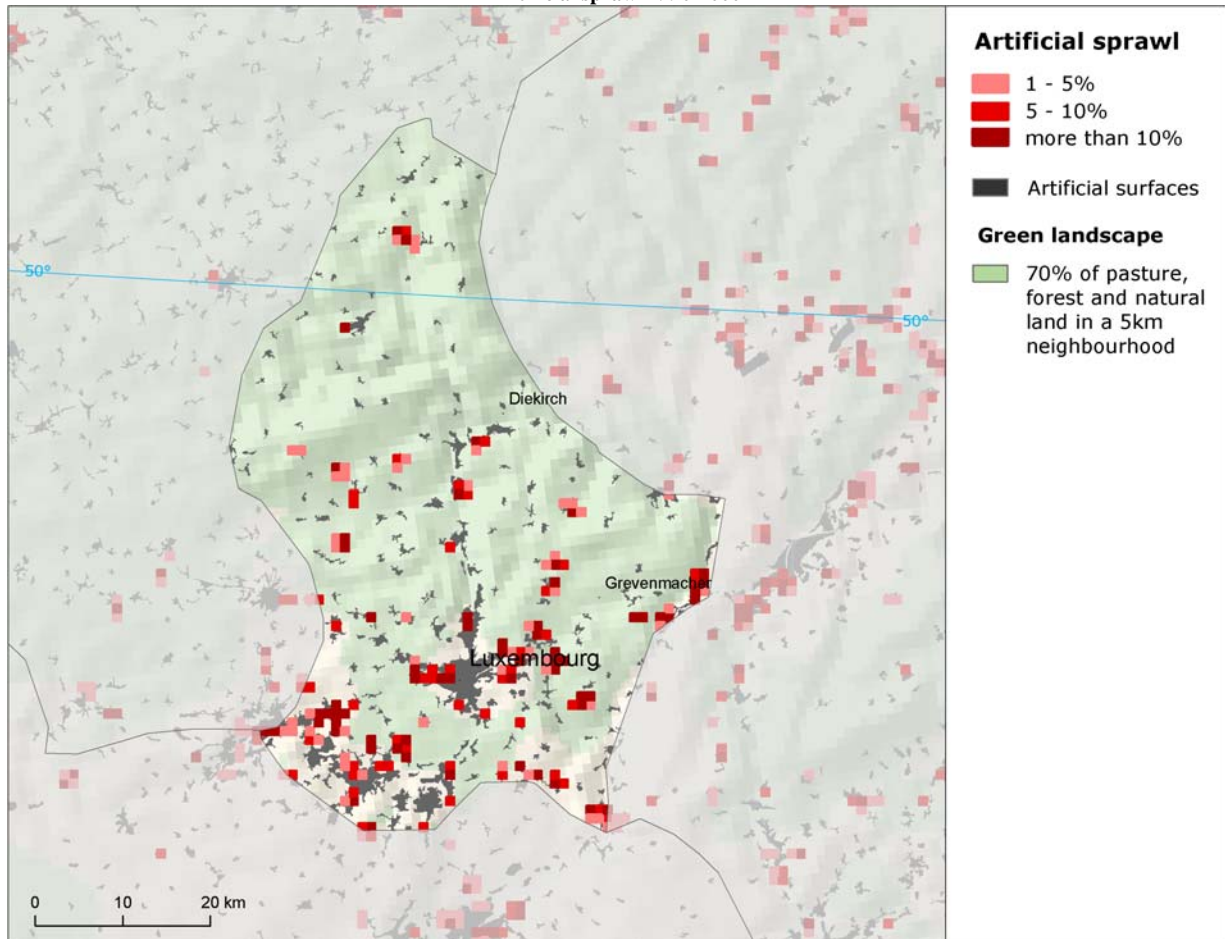 Artificial sprawl
1 - 5%
5 - 10%
more than 10%
Artificial surfaces
Green landscape
70% of pasture,
forest and natural
land in a 5km
neighbourhood
50°
50°
Diekirch
Grevenmacher
Luxembourg
0 10 20 km